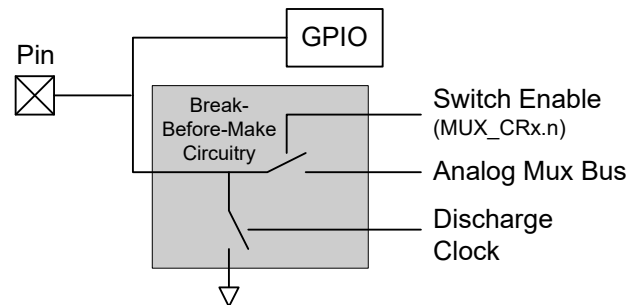 GPIO
Pin
Break-
Before-Make
Circuitry
Switch Enable
(MUX_CRx.n)
Analog Mux Bus
Discharge
Clock